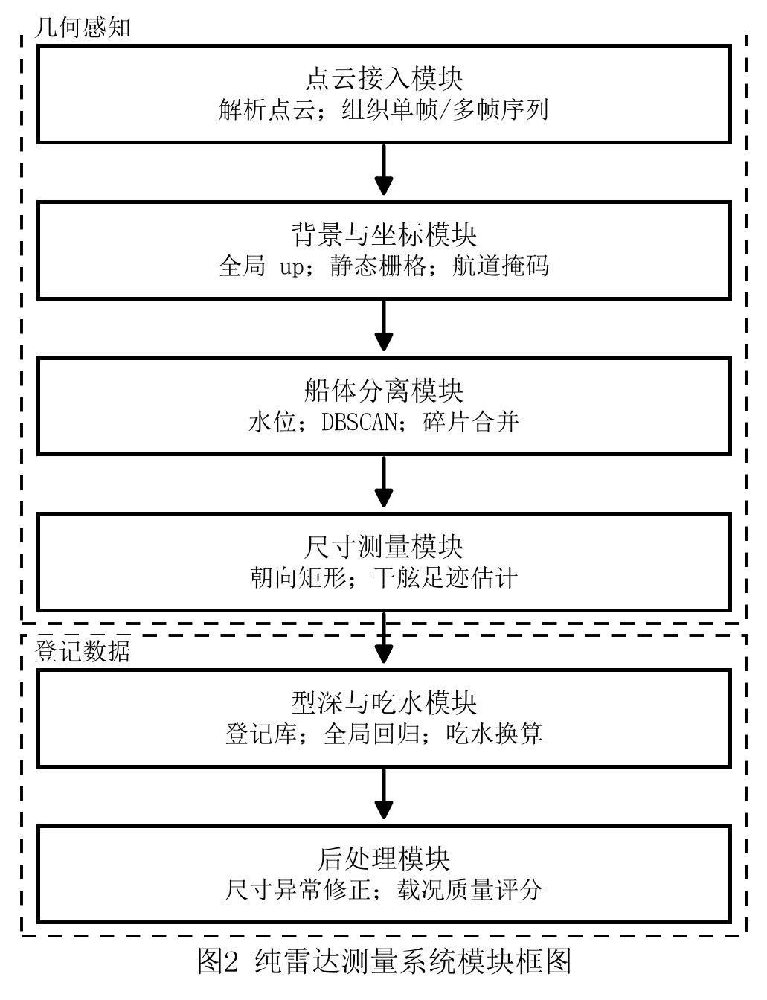 几何感知
点云接入模块
解析点云；组织单帧/多帧序列
背景与坐标模块
全局 up；静态栅格；航道掩码
船体分离模块
水位；DBSCAN；碎片合并
尺寸测量模块
朝向矩形；干舷足迹估计
登记数据
型深与吃水模块
登记库；全局回归；吃水换算
后处理模块
尺寸异常修正；载况质量评分
图2 纯雷达测量系统模块框图